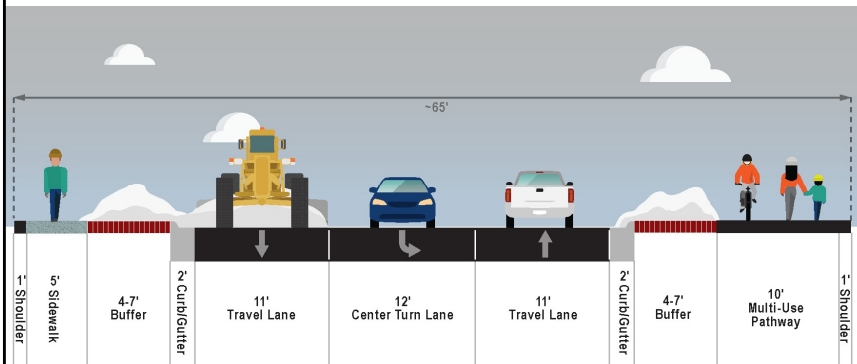 ~65'
1' Shoulder
5' Sidewalk
4-7'
Buffer
2' Curb/Gutter
11'
Travel Lane
12'
Center Turn Lane
11'
Travel Lane
2' Curb/Gutter
4-7'
Buffer
10'
Multi-Use
Pathway
1' Shoulder